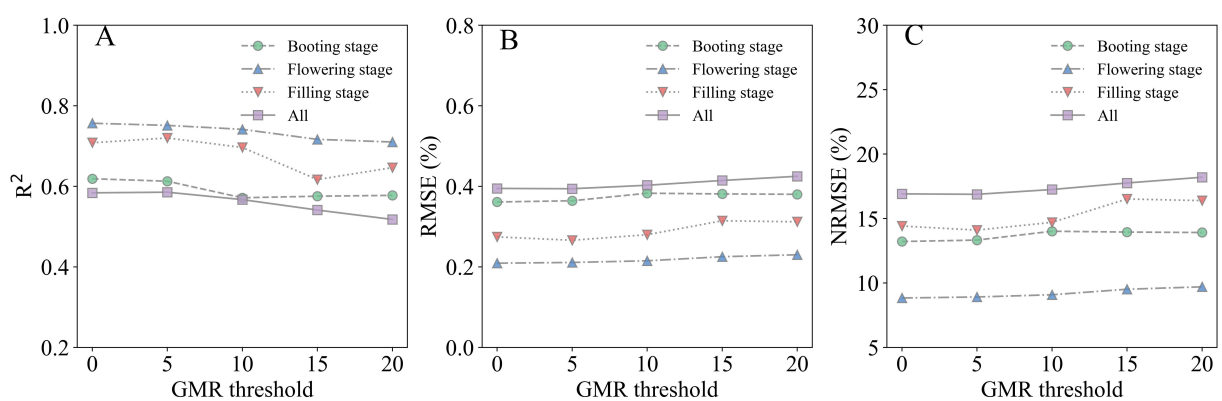 A
1.0
0.8
0.6
0.4
0.2
R²
Booting stage
Flowering stage
Filling stage
All
0 5 10 15 20
GMR threshold
B
0.8
0.6
0.4
0.2
0.0
RMSE (%)
Booting stage
Flowering stage
Filling stage
All
0 5 10 15 20
GMR threshold
C
30
25
20
15
10
5
NRMSE (%)
Booting stage
Flowering stage
Filling stage
All
0 5 10 15 20
GMR threshold